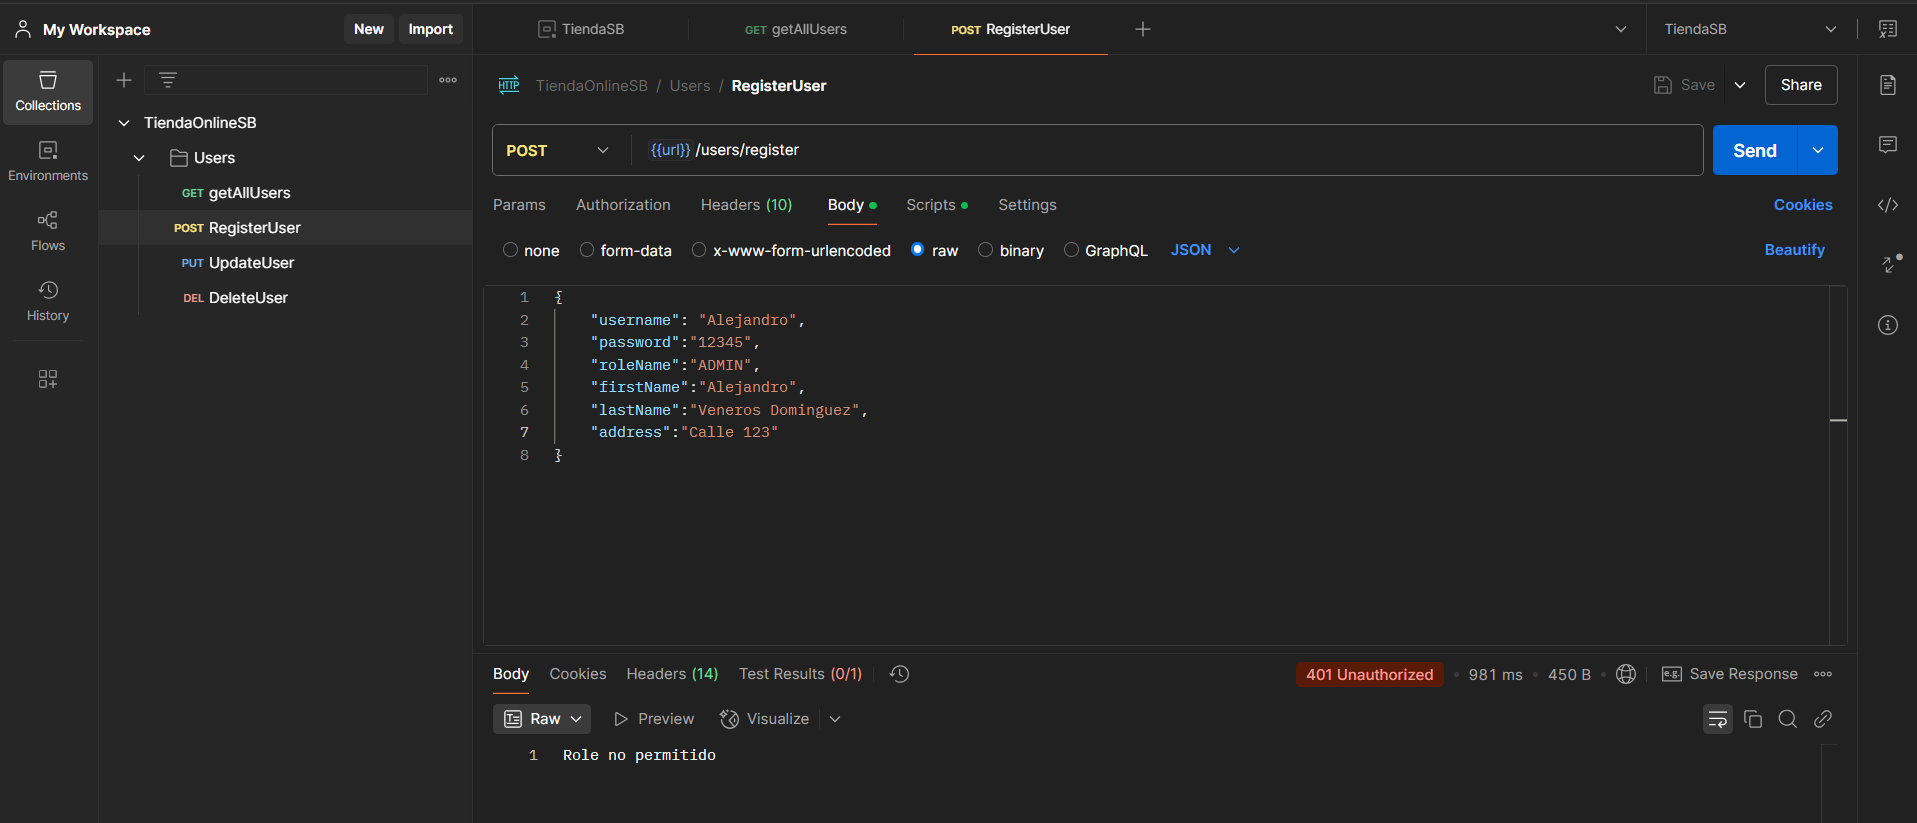 My Workspace
New
Import
TiendaSB
GET getAllUsers
POST RegisterUser
TiendaSB
Collections
Environments
Flows
History
TiendaOnlineSB
Users
GET getAllUsers
POST RegisterUser
PUT UpdateUser
DEL DeleteUser
HTTP TiendaOnlineSB / Users / RegisterUser
Save
Share
POST
{{url}} /users/register
Send
Params
Authorization
Headers (10)
Body
Scripts
Settings
Cookies
none
form-data
x-www-form-urlencoded
raw
binary
GraphQL
JSON
Beautify
1 {
2 "username": "Alejandro",
3 "password":"12345",
4 "roleName":"ADMIN",
5 "firstName":"Alejandro",
6 "lastName":"Veneros Dominguez",
7 "address":"Calle 123"
8 }
Body
Cookies
Headers (14)
Test Results (0/1)
401 Unauthorized
981 ms
450 B
e.g. Save Response
Raw
Preview
Visualize
1 Role no permitido